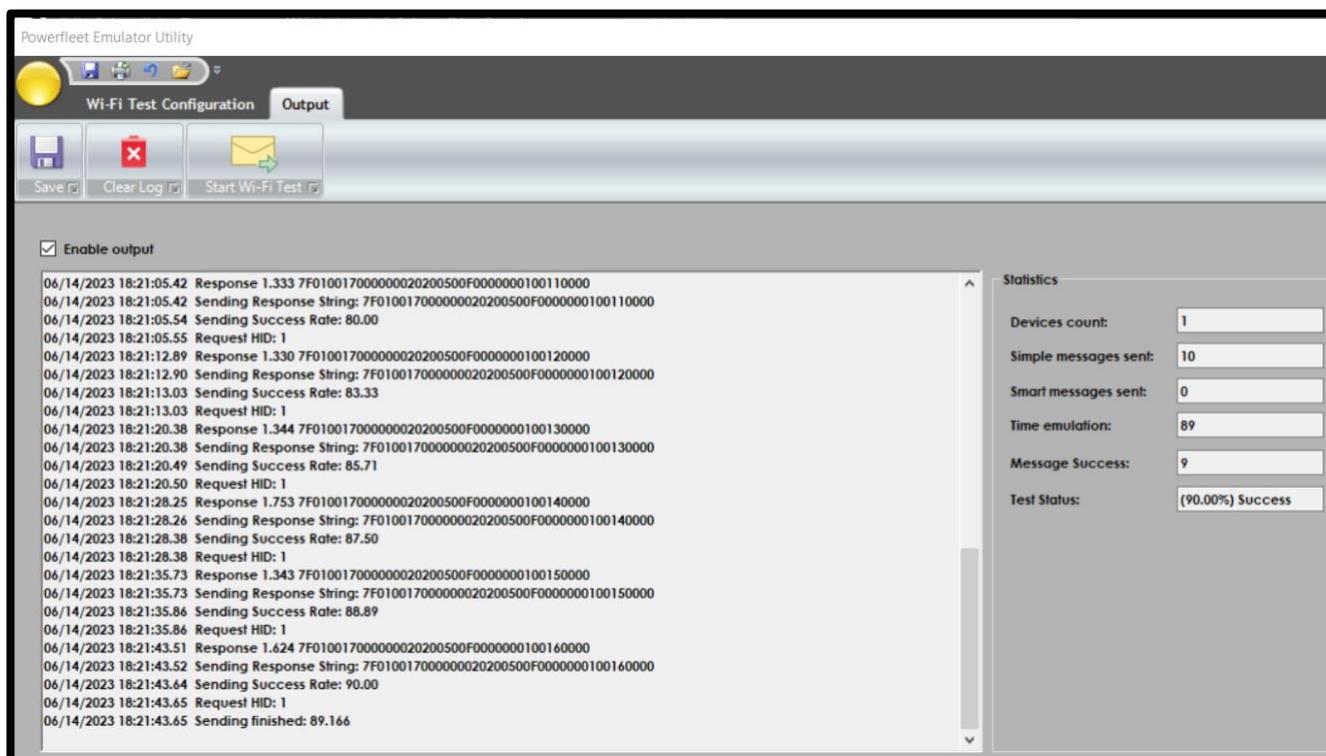 Powerfleet Emulator Utility
Wi-Fi Test Configuration Output
Save Clear Log Start Wi-Fi Test
Enable output
06/14/2023 18:21:05.42 Response 1.333 7F01001700000002020050​0F0000000100110000
06/14/2023 18:21:05.42 Sending Response String: 7F010017000000020200500F0000000100110000
06/14/2023 18:21:05.54 Sending Success Rate: 80.00
06/14/2023 18:21:05.55 Request HID: 1
06/14/2023 18:21:12.89 Response 1.330 7F010017000000020200500F0000000100120000
06/14/2023 18:21:12.90 Sending Response String: 7F010017000000020200500F0000000100120000
06/14/2023 18:21:13.03 Sending Success Rate: 83.33
06/14/2023 18:21:13.03 Request HID: 1
06/14/2023 18:21:20.38 Response 1.344 7F010017000000020200500F0000000100130000
06/14/2023 18:21:20.38 Sending Response String: 7F010017000000020200500F0000000100130000
06/14/2023 18:21:20.49 Sending Success Rate: 85.71
06/14/2023 18:21:20.50 Request HID: 1
06/14/2023 18:21:28.25 Response 1.753 7F010017000000020200500F0000000100140000
06/14/2023 18:21:28.26 Sending Response String: 7F010017000000020200500F0000000100140000
06/14/2023 18:21:28.38 Sending Success Rate: 87.50
06/14/2023 18:21:28.38 Request HID: 1
06/14/2023 18:21:35.73 Response 1.343 7F010017000000020200500F0000000100150000
06/14/2023 18:21:35.73 Sending Response String: 7F010017000000020200500F0000000100150000
06/14/2023 18:21:35.86 Sending Success Rate: 88.89
06/14/2023 18:21:35.86 Request HID: 1
06/14/2023 18:21:43.51 Response 1.624 7F010017000000020200500F0000000100160000
06/14/2023 18:21:43.52 Sending Response String: 7F010017000000020200500F0000000100160000
06/14/2023 18:21:43.64 Sending Success Rate: 90.00
06/14/2023 18:21:43.65 Request HID: 1
06/14/2023 18:21:43.65 Sending finished: 89.166
Statistics
Devices count: 1
Simple messages sent: 10
Smart messages sent: 0
Time emulation: 89
Message Success: 9
Test Status: (90.00%) Success